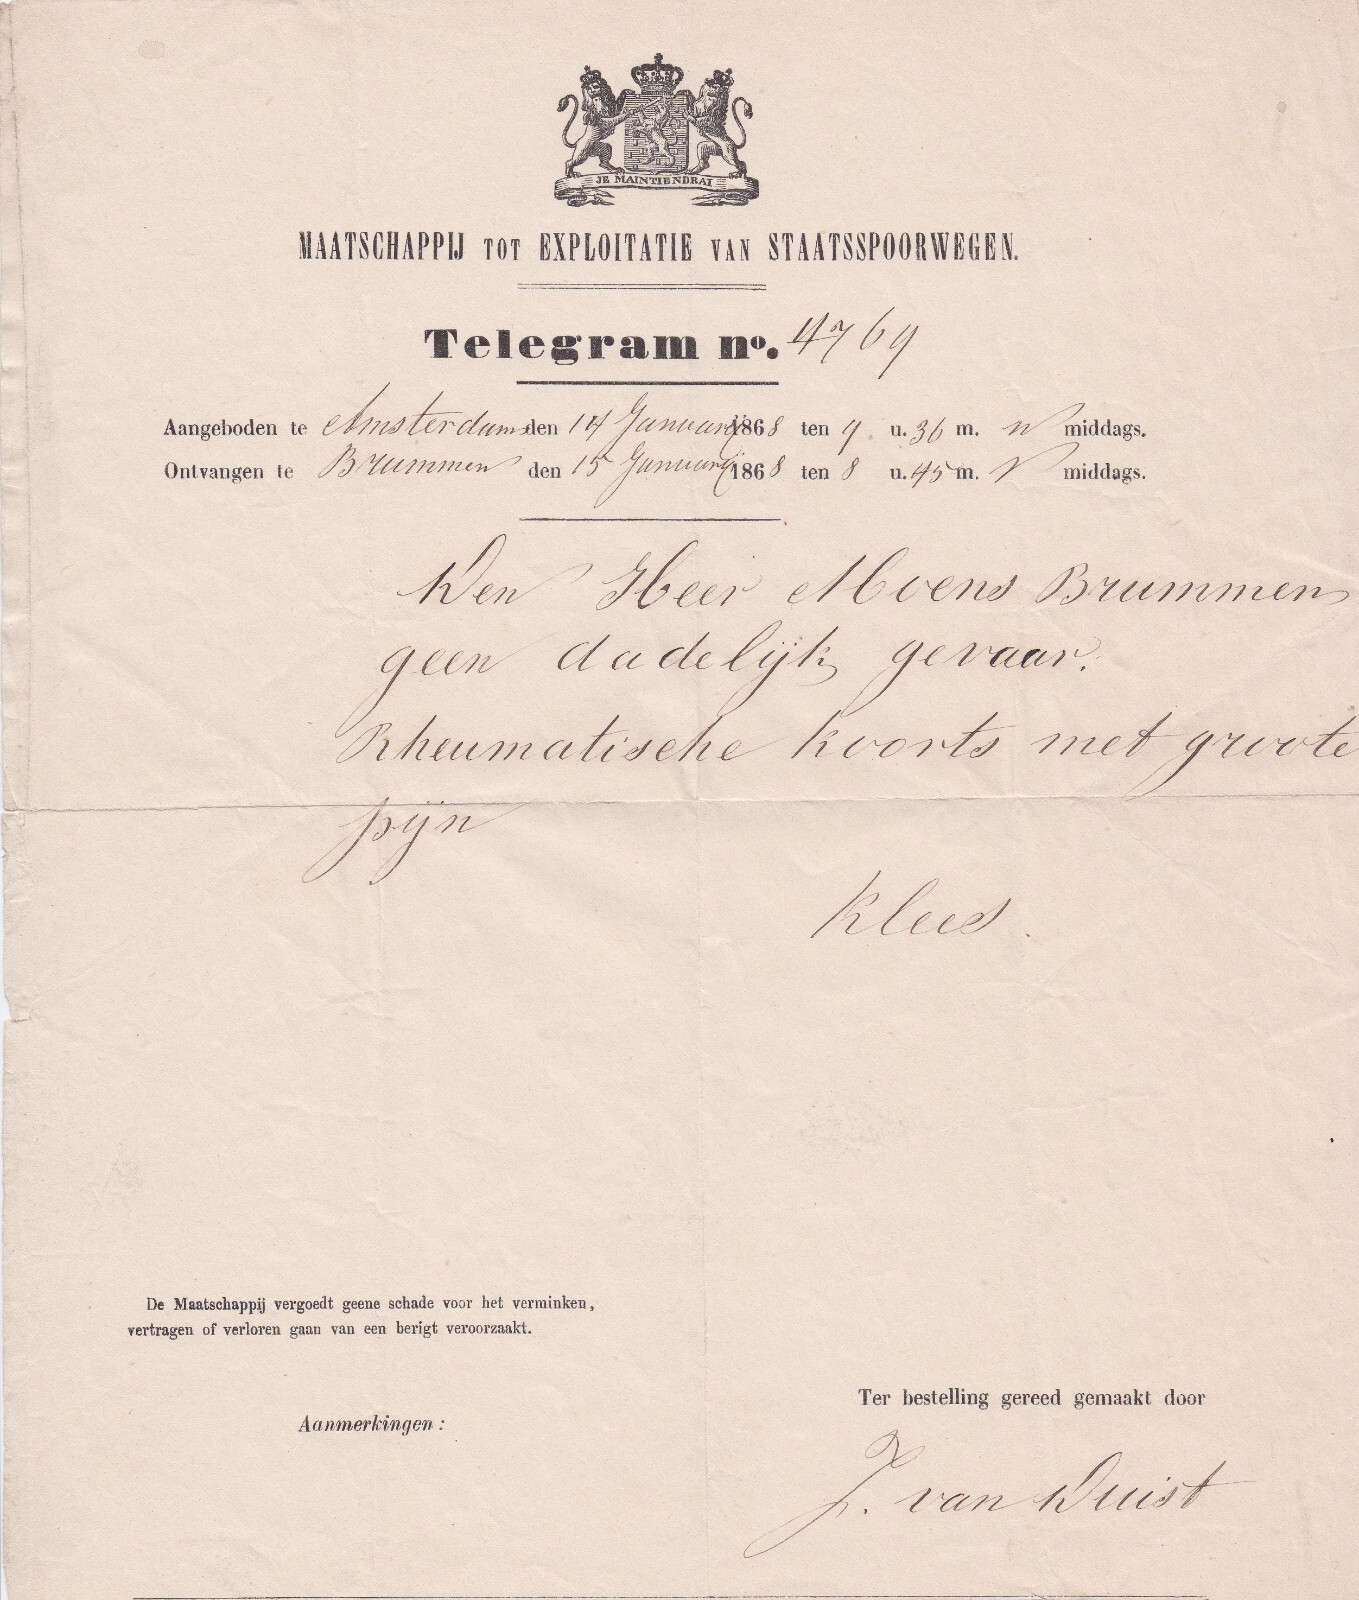 JE MAINTIENDRAI
MAATSCHAPPIJ TOT EXPLOITATIE VAN STAATSSPOORWEGEN.
Telegram no. 4769
Aangeboden te Amsterdam den 14 Januarij 1868 ten 9 u. 36 m. n middags.
Ontvangen te Brummen den 15 Januarij 1868 ten 8 u. 45 m. v middags.
Den Heer Moens Brummen
geen dadelijk gevaar.
Rheumatische koorts met groote
pijn
Klees.
De Maatschappij vergoedt geene schade voor het verminken,
vertragen of verloren gaan van een berigt veroorzaakt.
Ter bestelling gereed gemaakt door
Aanmerkingen:
J. van Duist